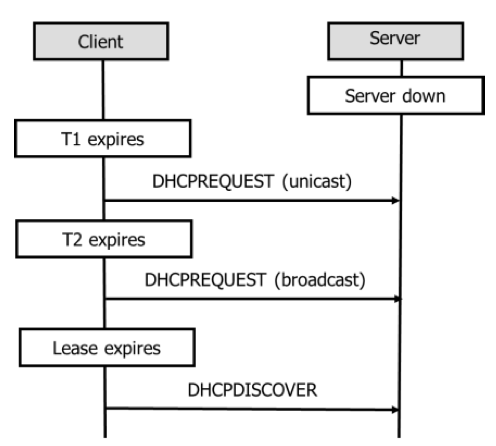 Client
Server
Server down
T1 expires
DHCPREQUEST (unicast)
T2 expires
DHCPREQUEST (broadcast)
Lease expires
DHCPDISCOVER